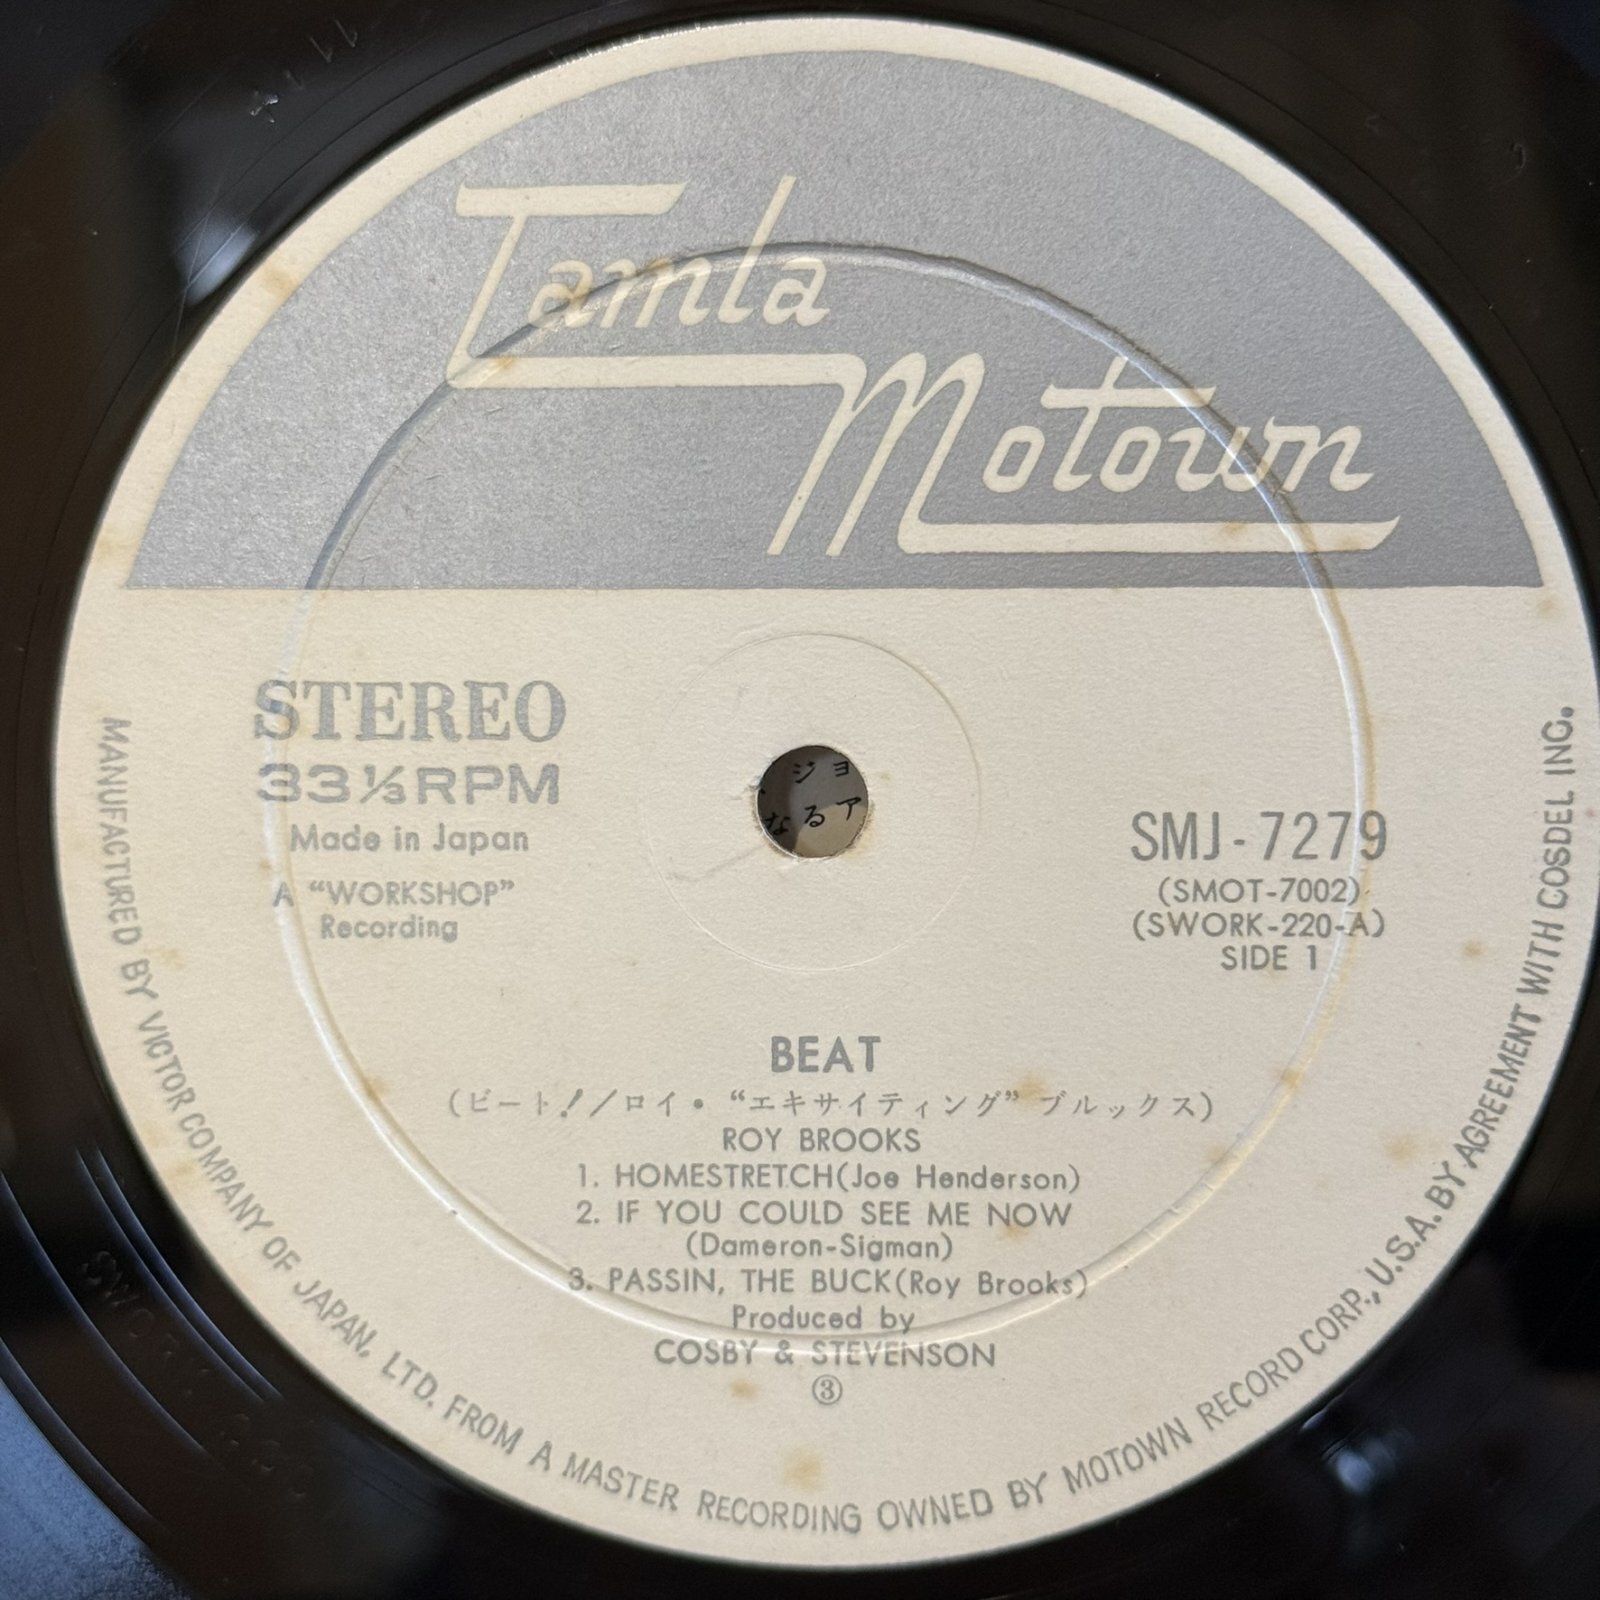 Tamla
Motown
STEREO
33⅓RPM
Made in Japan
A “WORKSHOP”
Recording
ジョ
なるア
SMJ-7279
(SMOT-7002)
(SWORK-220-A)
SIDE 1
BEAT
(ビート!／ロイ・“エキサイティング” ブルックス)
ROY BROOKS
1. HOMESTRETCH(Joe Henderson)
2. IF YOU COULD SEE ME NOW
(Dameron-Sigman)
3. PASSIN, THE BUCK(Roy Brooks)
Produced by
COSBY & STEVENSON
③
MANUFACTURED BY VICTOR COMPANY OF JAPAN, LTD. FROM A MASTER RECORDING OWNED BY MOTOWN RECORD CORP., U.S.A. BY AGREEMENT WITH COSDEL INC.